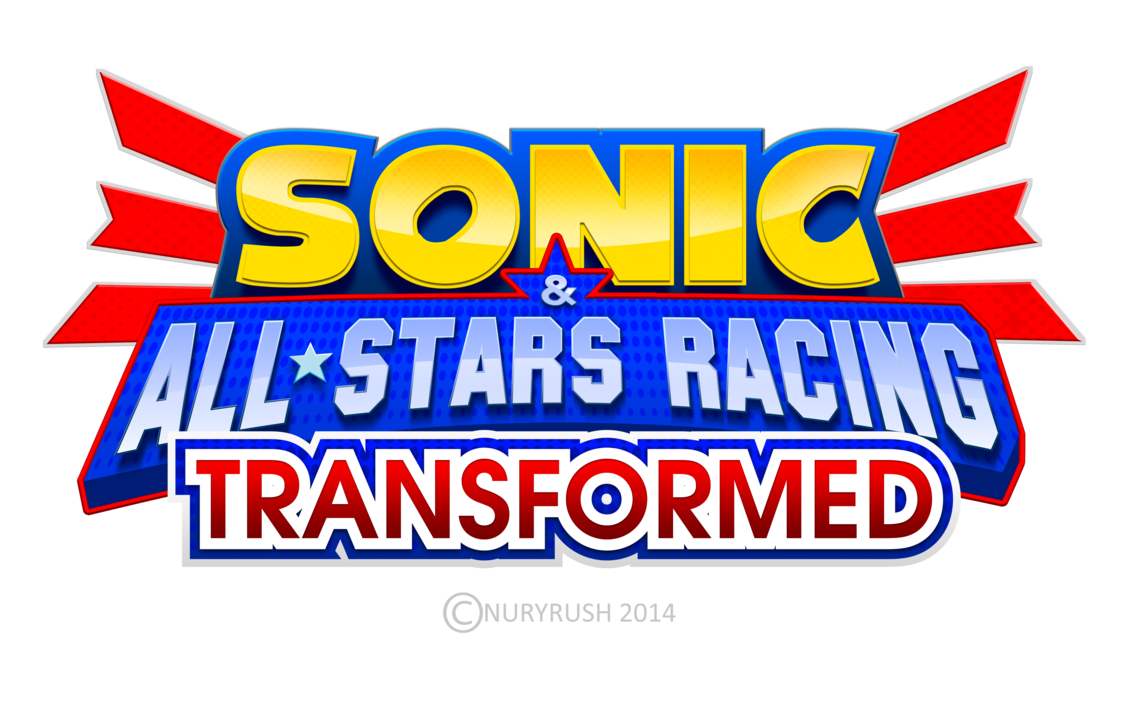 SONIC
&
ALL★STARS RACING
TRANSFORMED
©NURYRUSH 2014